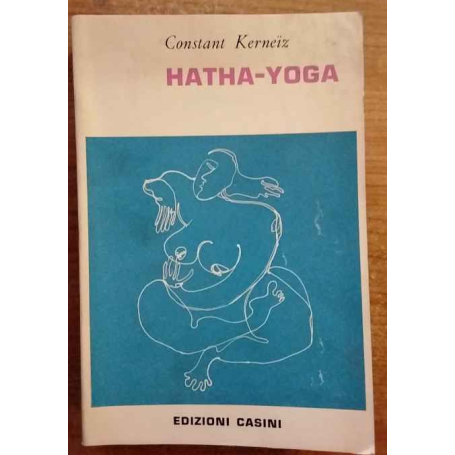 Constant Kerneïz
HATHA-YOGA
EDIZIONI CASINI